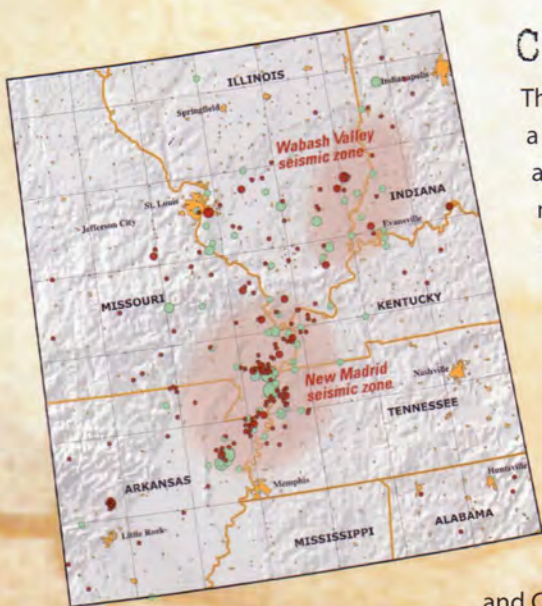 C
Th
a
a
r
ILLINOIS
Indianapolis
Springfield
Wabash Valley
seismic zone
St. Louis
INDIANA
Jefferson City
Evansville
MISSOURI
KENTUCKY
New Madrid
seismic zone
Nashville
TENNESSEE
ARKANSAS
Memphis
Huntsville
Little Rock
MISSISSIPPI
ALABAMA
and C